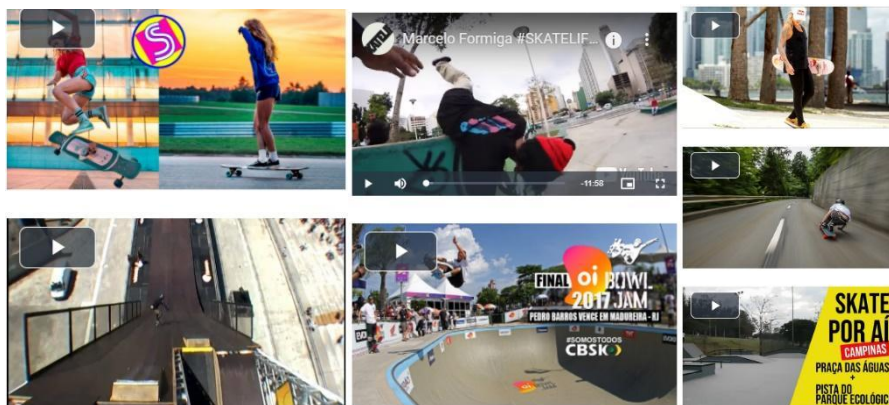 Marcelo Formiga #SKATELIF...
-11:58
FINAL oi BOWL
2017 JAM
PEDRO BARROS VENCE EM MADUREIRA - RJ
#SOMOSTODOS
CBSK
SKATE
POR A
CAMPINAS
PRAÇA DAS ÁGUAS
+
PISTA DO
PARQUE ECOLÓGIC